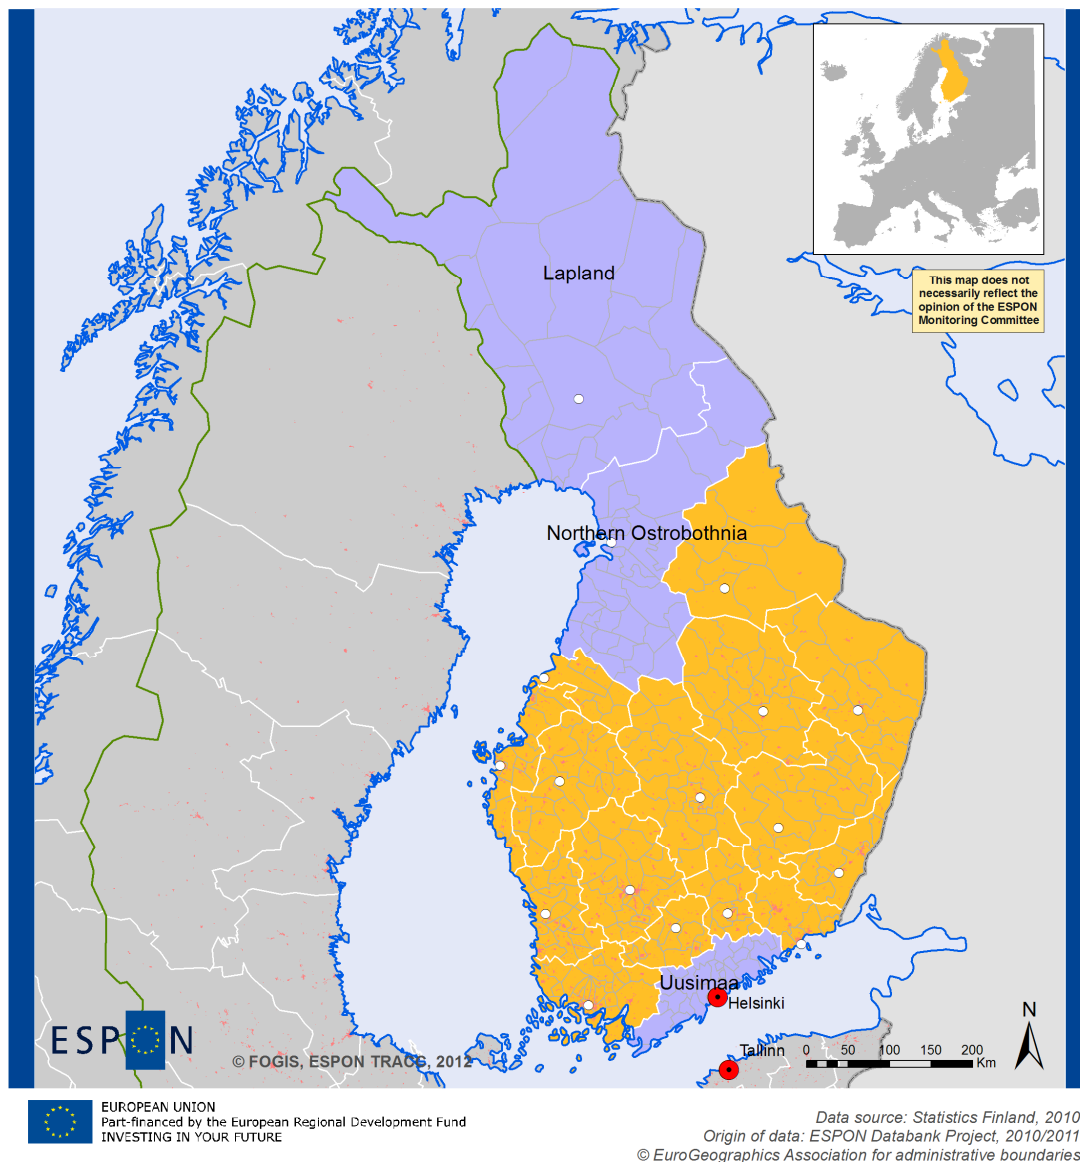 Lapland
This map does not
necessarily reflect the
opinion of the ESPON
Monitoring Committee
Northern Ostrobothnia
Uusimaa
Helsinki
Tallinn
N
0 50 100 150 200
Km
ESPON
© FOGIS, ESPON TRACC, 2012
EUROPEAN UNION
Part-financed by the European Regional Development Fund
INVESTING IN YOUR FUTURE
Data source: Statistics Finland, 2010
Origin of data: ESPON Databank Project, 2010/2011
© EuroGeographics Association for administrative boundaries